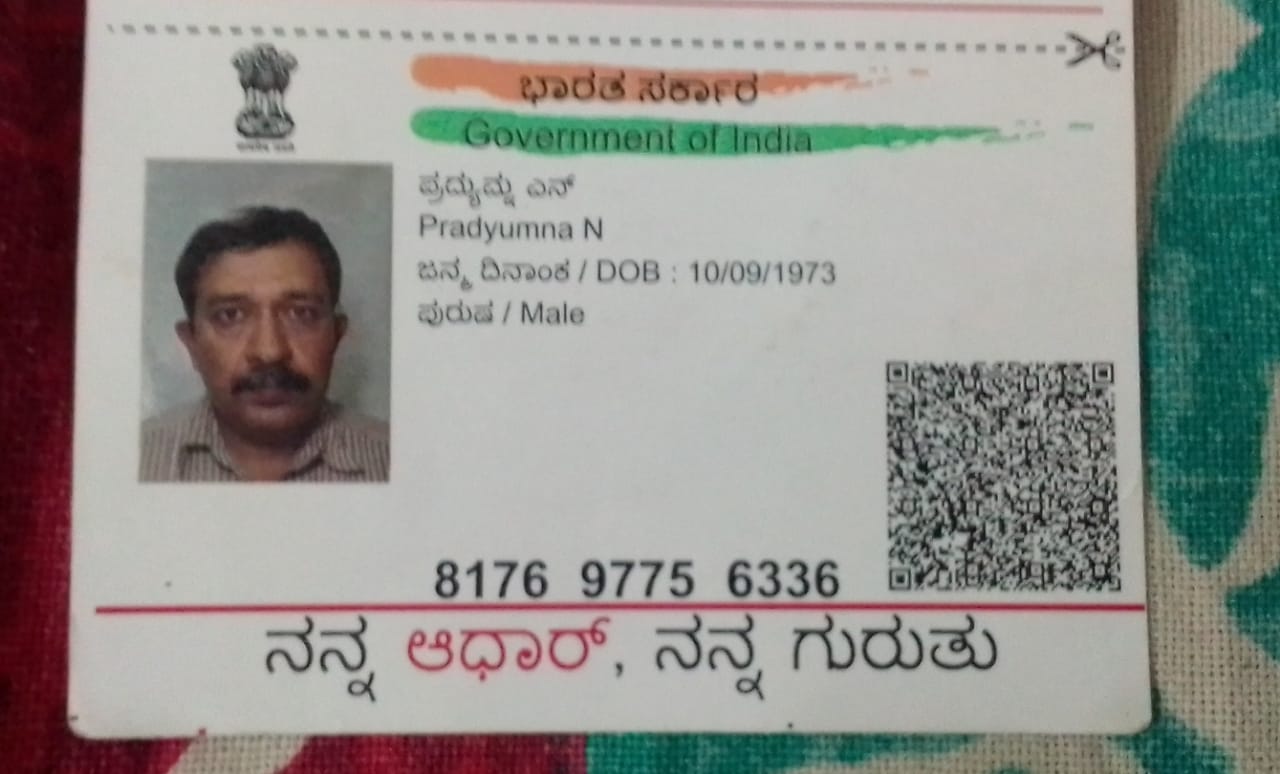 ಭಾರತ ಸರ್ಕಾರ
Government of India
ಪ್ರದ್ಯುಮ್ನ ಎನ್
Pradyumna N
ಜನ್ಮ ದಿನಾಂಕ / DOB : 10/09/1973
ಪುರುಷ / Male
8176 9775 6336
ನನ್ನ ಆಧಾರ್, ನನ್ನ ಗುರುತು